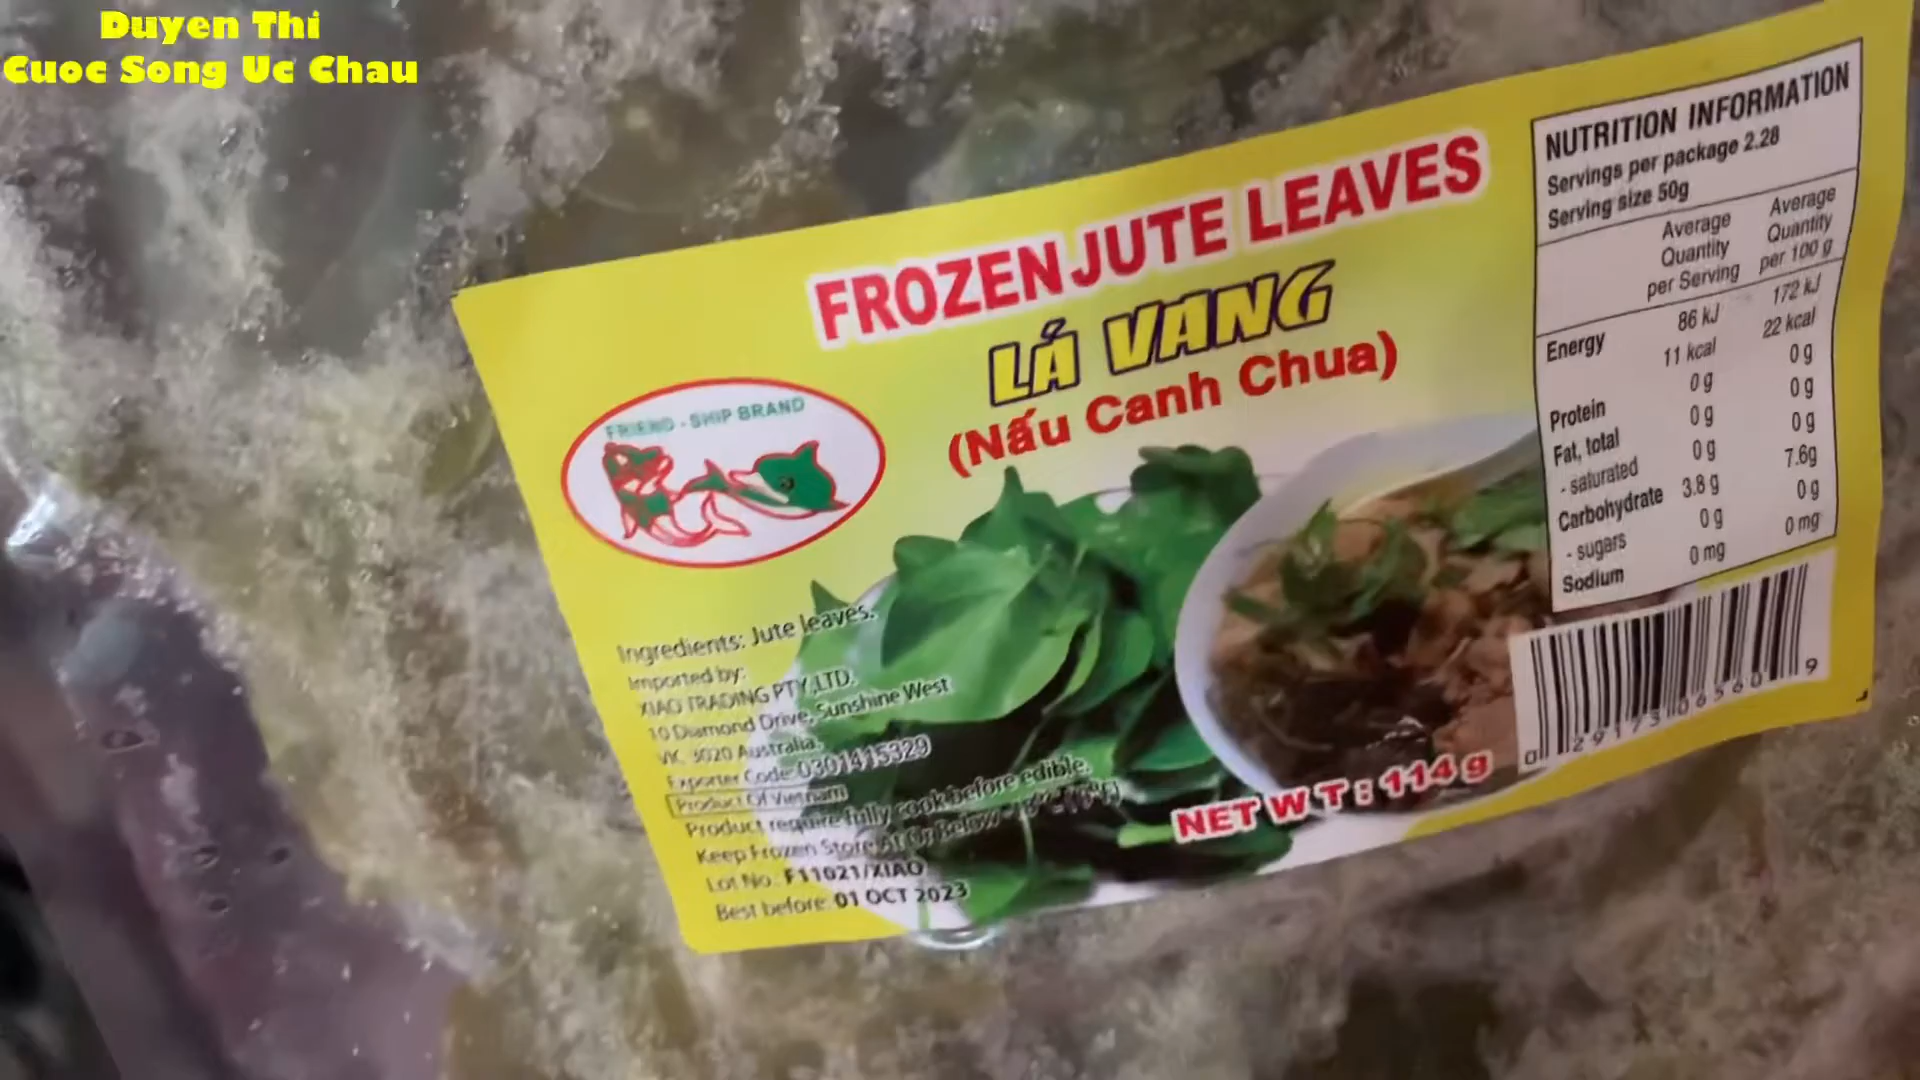 Duyen Thi
Cuoc Song Uc Chau
FROZEN JUTE LEAVES
LÁ VANG
(Nấu Canh Chua)
FRIEND - SHIP BRAND
Ingredients: Jute leaves.
Imported by:
XIAO TRADING PTY,LTD.
10 Diamond Drive, Sunshine West
VIC 3020 Australia.
Exporter Code: 0301415329
Product Of Vietnam
Product require fully cook before edible.
Keep Frozen Store At Or Below
Lot No. F11021/XIAO
Best before: 01 OCT 2023
NET WT: 114 g
NUTRITION INFORMATION
Servings per package 2.28
Serving size 50g
Average Quantity per Serving
Average Quantity per 100 g
Energy 86 kJ 172 kJ
11 kcal 22 kcal
Protein 0 g 0 g
Fat, total 0 g 0 g
- saturated 0 g 0 g
Carbohydrate 3.8 g 7.6g
- sugars 0 g 0 g
Sodium 0 mg 0 mg